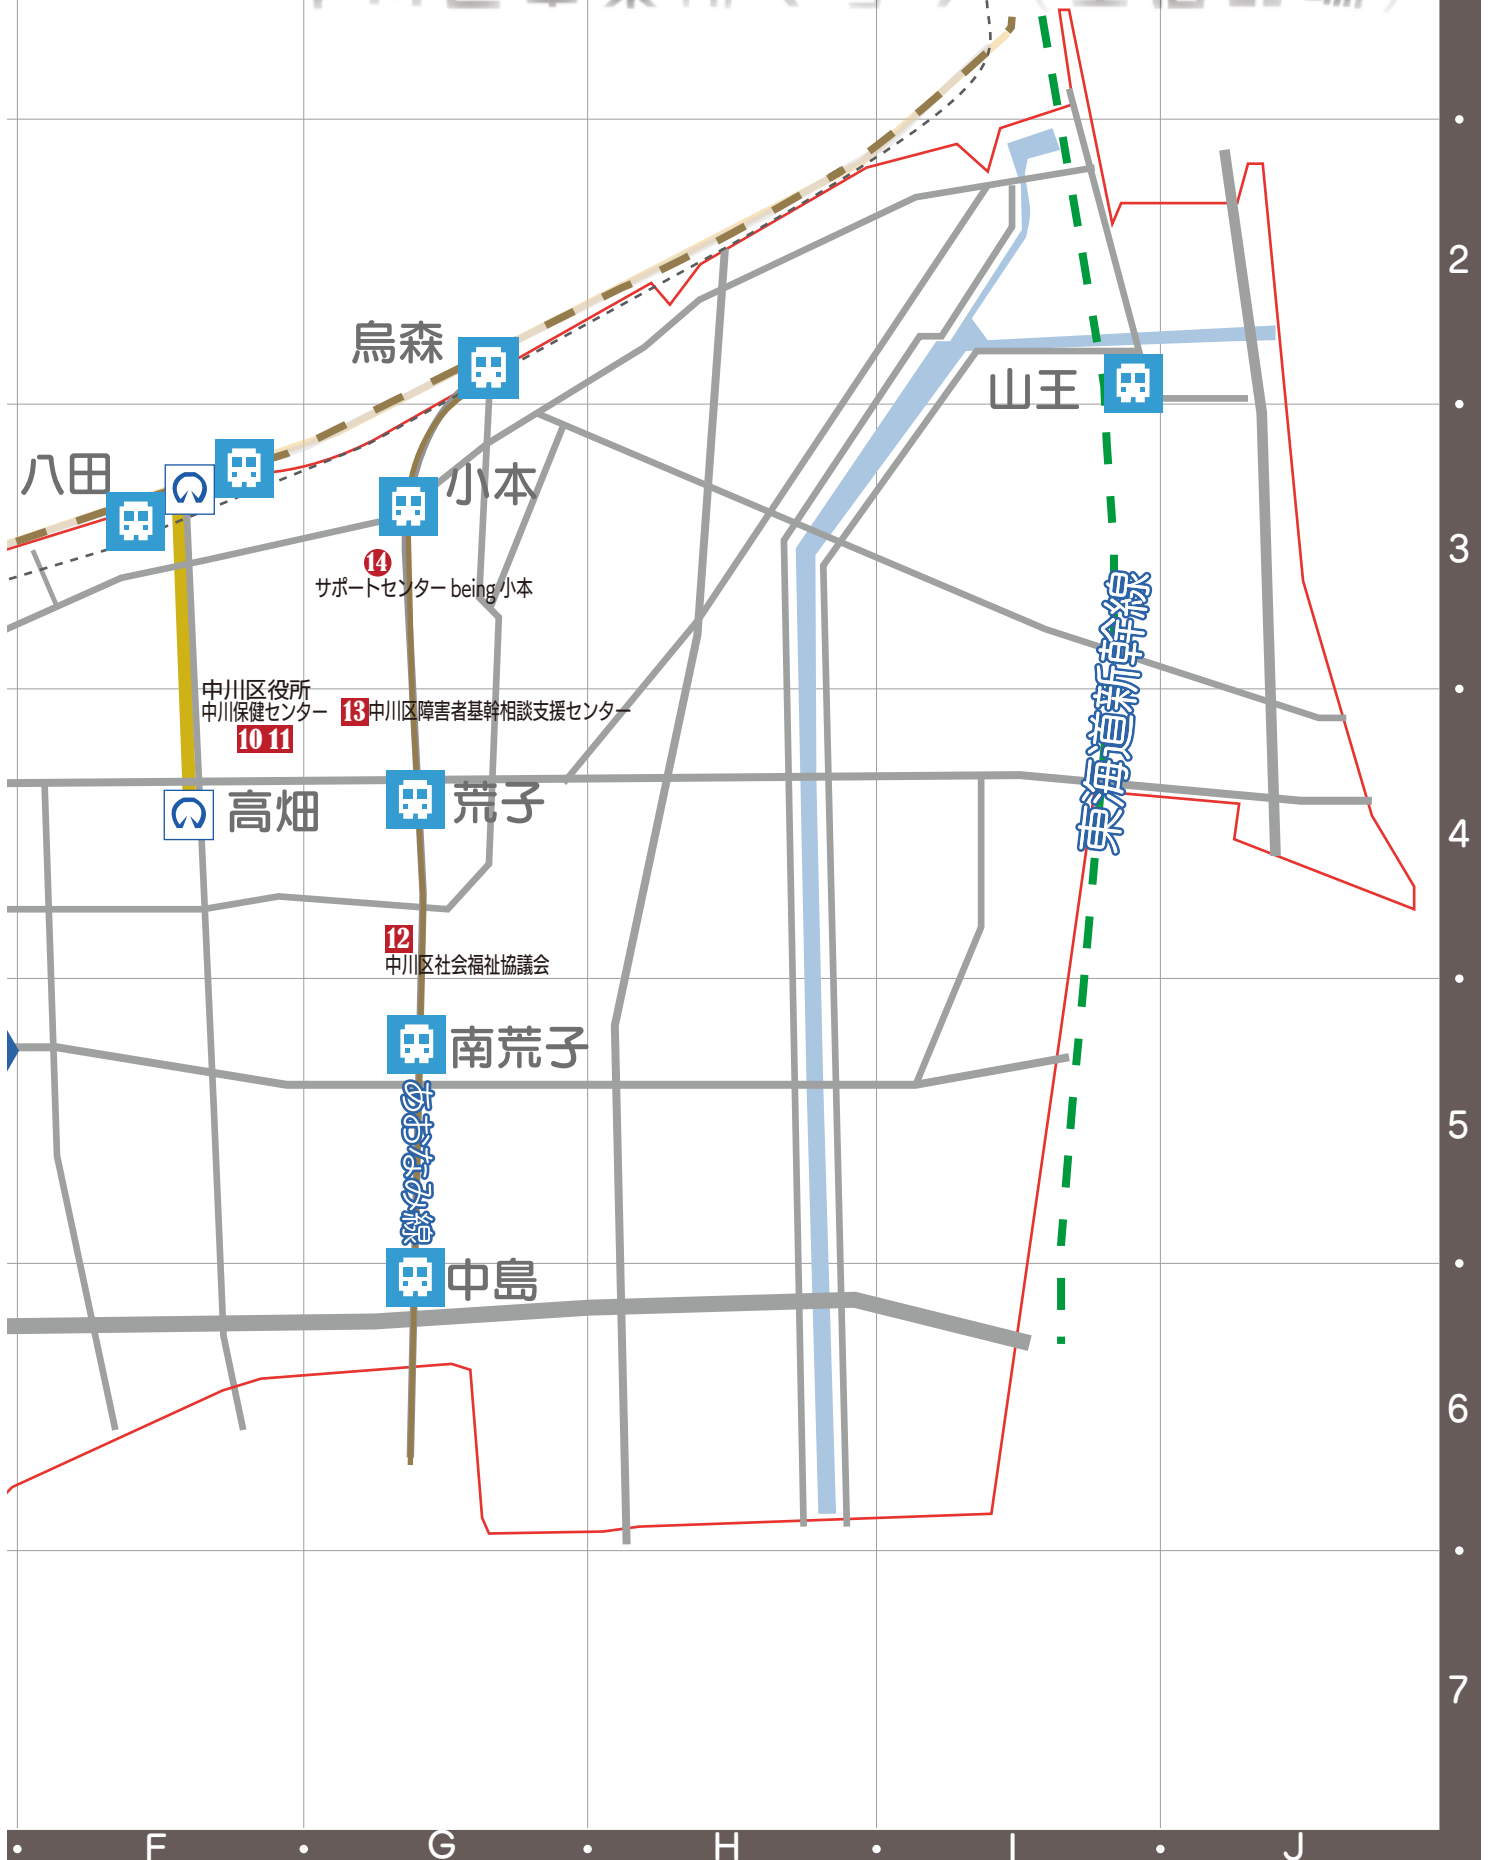 2
烏森
山王
八田
小本
3
14
サポートセンター being 小本
東海道新幹線
中川区役所
中川保健センター
10 11
13 中川区障害者基幹相談支援センター
高畑
荒子
4
12
中川区社会福祉協議会
南荒子
あおなみ線
5
中島
6
7
F
G
H
I
J